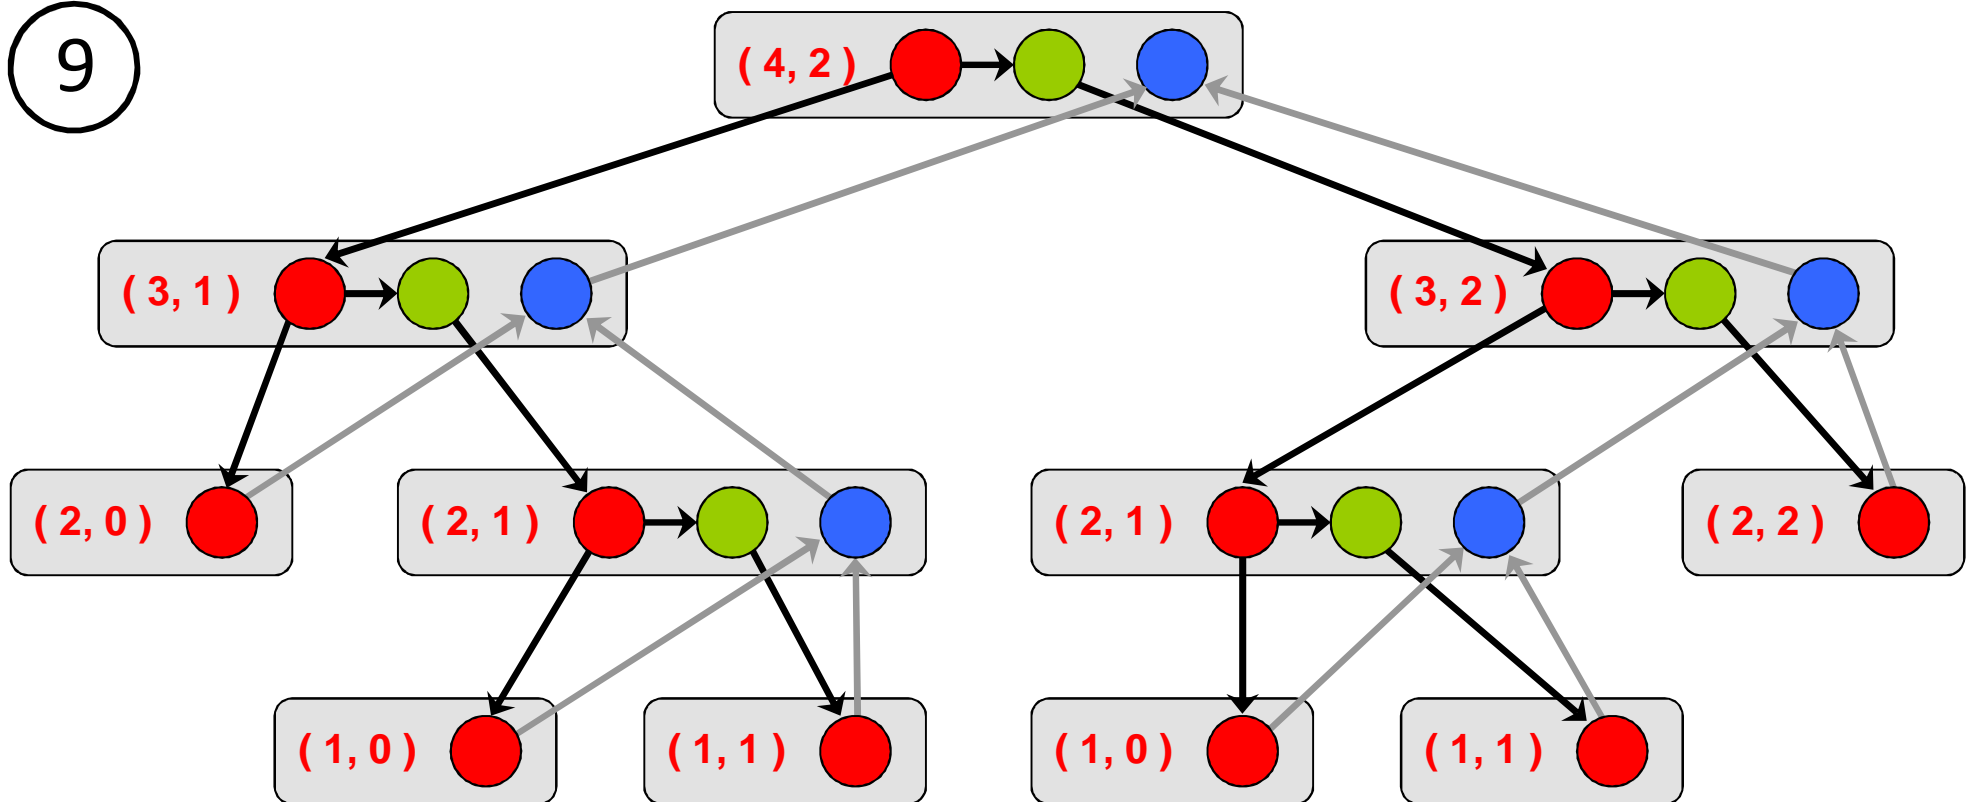 9
( 4, 2 )
( 3, 1 )
( 3, 2 )
( 2, 0 )
( 2, 1 )
( 2, 1 )
( 2, 2 )
( 1, 0 )
( 1, 1 )
( 1, 0 )
( 1, 1 )